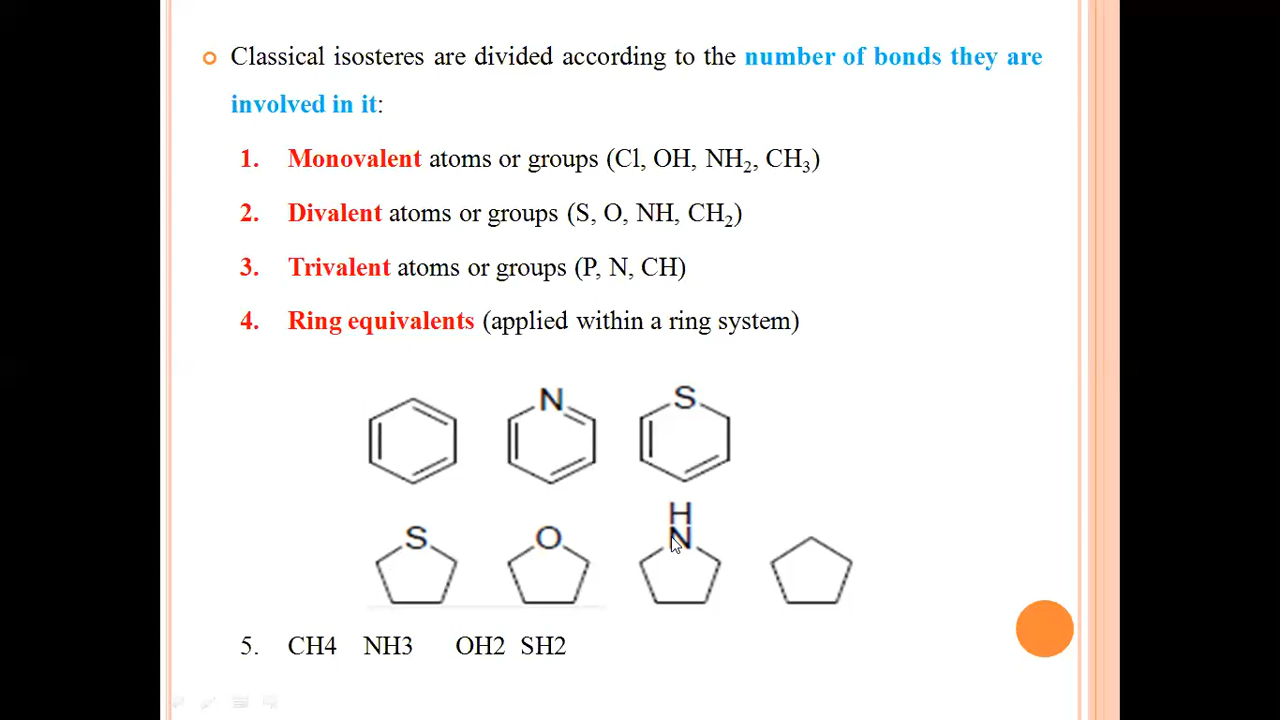 Classical isosteres are divided according to the number of bonds they are
involved in it:
1. Monovalent atoms or groups (Cl, OH, NH₂, CH₃)
2. Divalent atoms or groups (S, O, NH, CH₂)
3. Trivalent atoms or groups (P, N, CH)
4. Ring equivalents (applied within a ring system)
N S
H
S O N
5. CH4 NH3 OH2 SH2